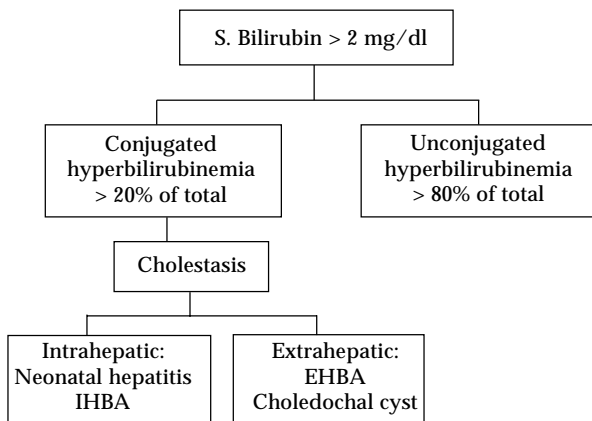 S. Bilirubin > 2 mg/dl
Conjugated
hyperbilirubinemia
> 20% of total
Unconjugated
hyperbilirubinemia
> 80% of total
Cholestasis
Intrahepatic:
Neonatal hepatitis
IHBA
Extrahepatic:
EHBA
Choledochal cyst